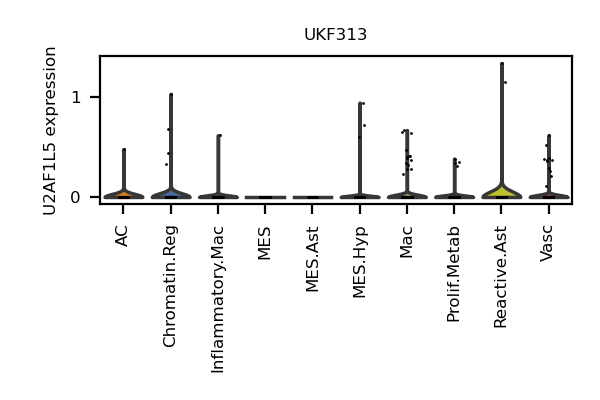 UKF313
U2AF1L5 expression
1
0
AC
Chromatin.Reg
Inflammatory.Mac
MES
MES.Ast
MES.Hyp
Mac
Prolif.Metab
Reactive.Ast
Vasc